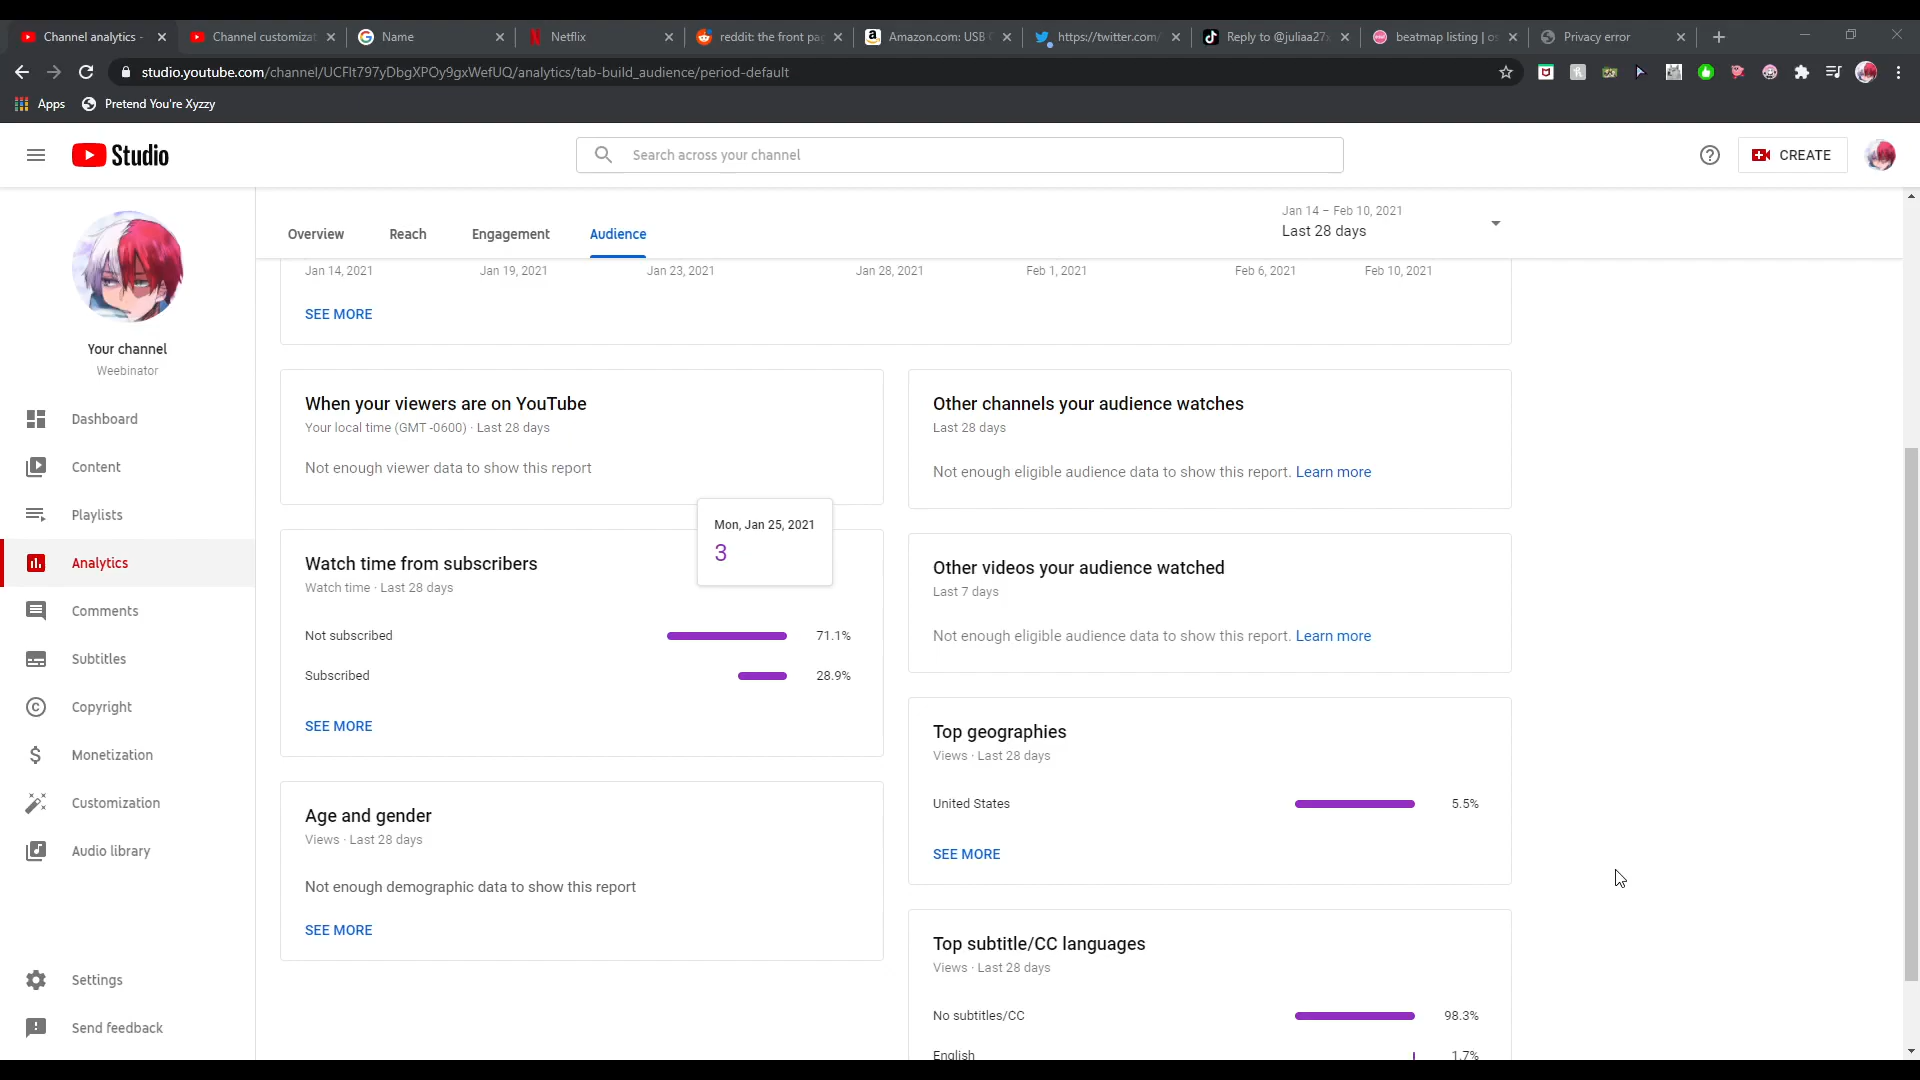 Channel analytics -
Channel customizat
Name
Netflix
reddit: the front pag
Amazon.com: USB C
https://twitter.com/
Reply to @juliaa27x
beatmap listing | os
Privacy error
studio.youtube.com/channel/UCFIt797yDbgXPOy9gxWefUQ/analytics/tab-build_audience/period-default
Apps
Pretend You're Xyzzy
Studio
Search across your channel
CREATE
Your channel
Weebinator
Dashboard
Content
Playlists
Analytics
Comments
Subtitles
Copyright
Monetization
Customization
Audio library
Settings
Send feedback
Overview
Reach
Engagement
Audience
Jan 14 – Feb 10, 2021
Last 28 days
Jan 14, 2021
Jan 19, 2021
Jan 23, 2021
Jan 28, 2021
Feb 1, 2021
Feb 6, 2021
Feb 10, 2021
SEE MORE
When your viewers are on YouTube
Your local time (GMT -0600) · Last 28 days
Not enough viewer data to show this report
Mon, Jan 25, 2021
3
Watch time from subscribers
Watch time · Last 28 days
Not subscribed 71.1%
Subscribed 28.9%
SEE MORE
Age and gender
Views · Last 28 days
Not enough demographic data to show this report
SEE MORE
Other channels your audience watches
Last 28 days
Not enough eligible audience data to show this report. Learn more
Other videos your audience watched
Last 7 days
Not enough eligible audience data to show this report. Learn more
Top geographies
Views · Last 28 days
United States 5.5%
SEE MORE
Top subtitle/CC languages
Views · Last 28 days
No subtitles/CC 98.3%
English 1.7%